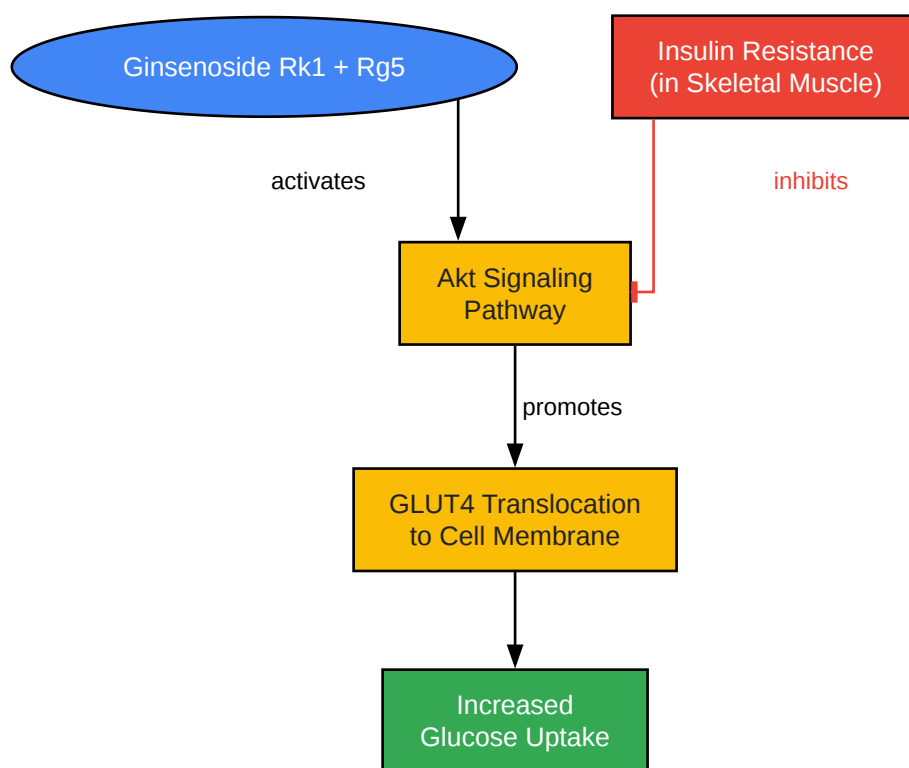 Ginsenoside Rk1 + Rg5
Insulin Resistance
(in Skeletal Muscle)
activates
inhibits
Akt Signaling
Pathway
promotes
GLUT4 Translocation
to Cell Membrane
Increased
Glucose Uptake